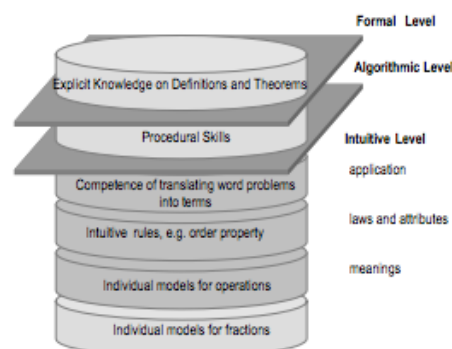 Formal Level
Explicit Knowledge on Definitions and Theorems
Algorithmic Level
Procedural Skills
Intuitive Level
Competence of translating word problems
into terms
application
Intuitive rules, e.g. order property
laws and attributes
Individual models for operations
meanings
Individual models for fractions